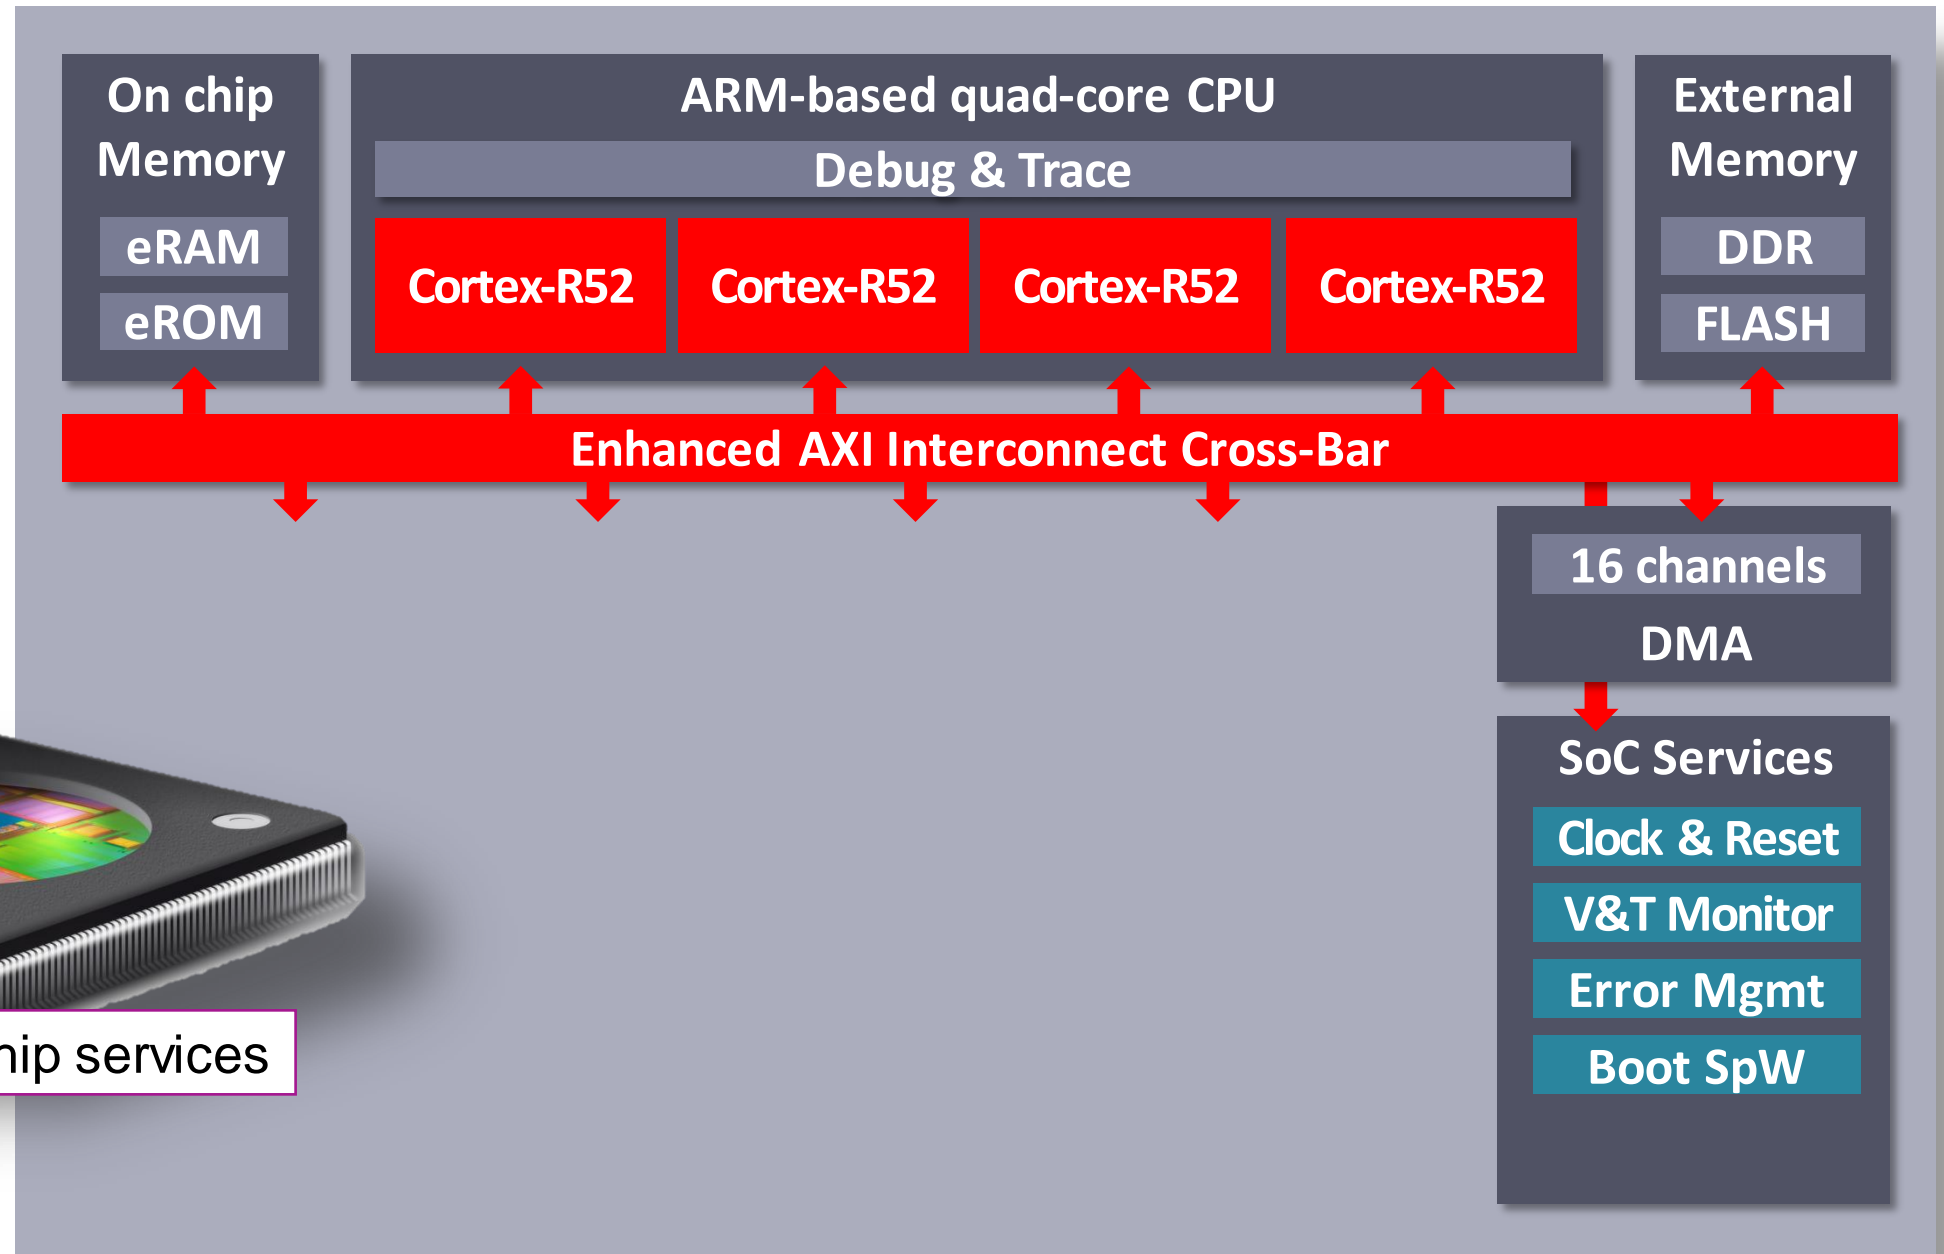 On chip
Memory
eRAM
eROM
ARM-based quad-core CPU
Debug & Trace
Cortex-R52
Cortex-R52
Cortex-R52
Cortex-R52
External
Memory
DDR
FLASH
Enhanced AXI Interconnect Cross-Bar
16 channels
DMA
SoC Services
Clock & Reset
V&T Monitor
Error Mgmt
Boot SpW
services